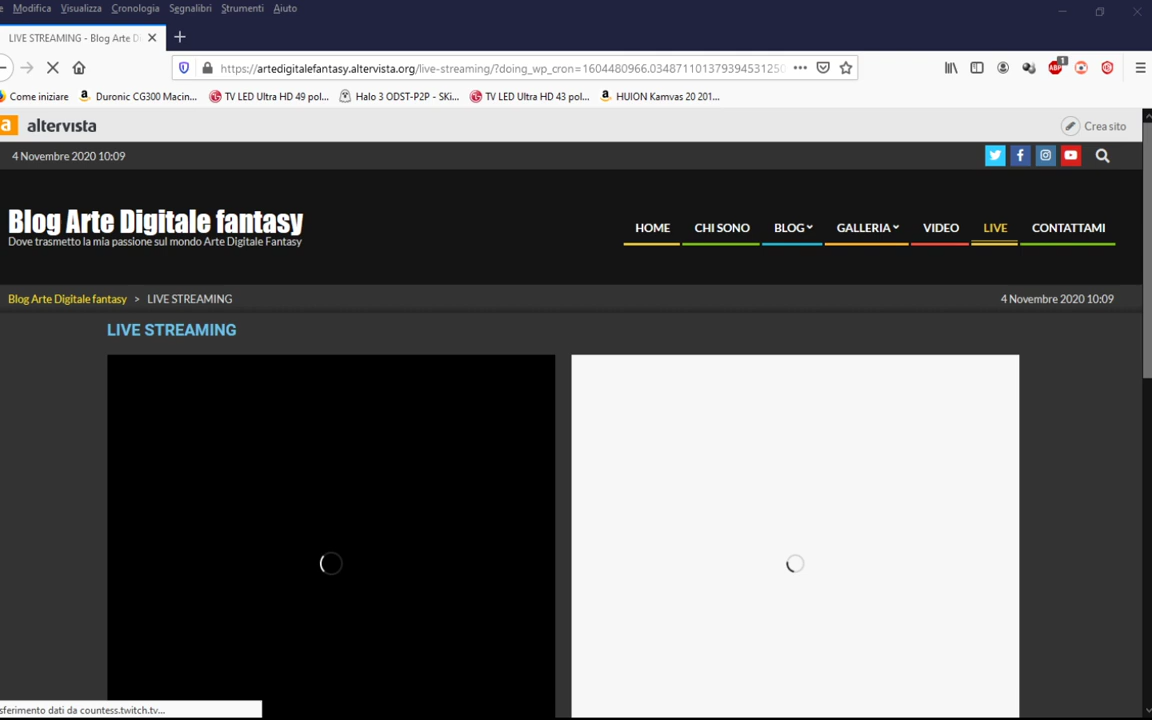 Modifica Visualizza Cronologia Segnalibri Strumenti Aiuto
LIVE STREAMING - Blog Arte D
https://artedigitalefantasy.altervista.org/live-streaming/?doing_wp_cron=1604480966.034871101379394531250
Come iniziare Duronic CG300 Macin... TV LED Ultra HD 49 pol... Halo 3 ODST-P2P - SKi... TV LED Ultra HD 43 pol... HUION Kamvas 20 201...
a altervista Crea sito
4 Novembre 2020 10:09
Blog Arte Digitale fantasy
Dove trasmetto la mia passione sul mondo Arte Digitale Fantasy
HOME CHI SONO BLOG GALLERIA VIDEO LIVE CONTATTAMI
Blog Arte Digitale fantasy > LIVE STREAMING 4 Novembre 2020 10:09
LIVE STREAMING
sferimento dati da countess.twitch.tv...